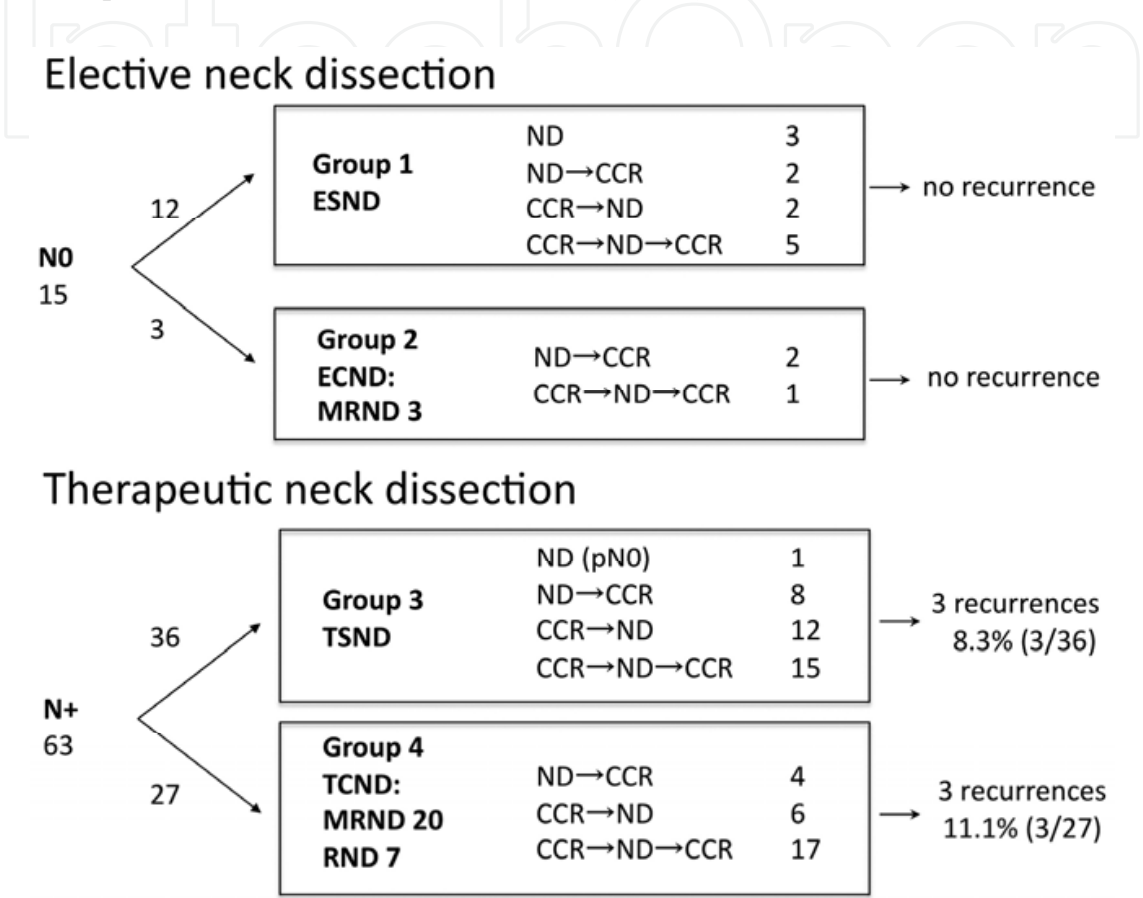 IntechOpen
Elective neck dissection
N0
15
12
3
Group 1
ESND
ND 3
ND→CCR 2
CCR→ND 2
CCR→ND→CCR 5
no recurrence
Group 2
ECND:
MRND 3
ND→CCR 2
CCR→ND→CCR 1
no recurrence
Therapeutic neck dissection
N+
63
36
27
Group 3
TSND
ND (pN0) 1
ND→CCR 8
CCR→ND 12
CCR→ND→CCR 15
3 recurrences
8.3% (3/36)
Group 4
TCND:
MRND 20
RND 7
ND→CCR 4
CCR→ND 6
CCR→ND→CCR 17
3 recurrences
11.1% (3/27)